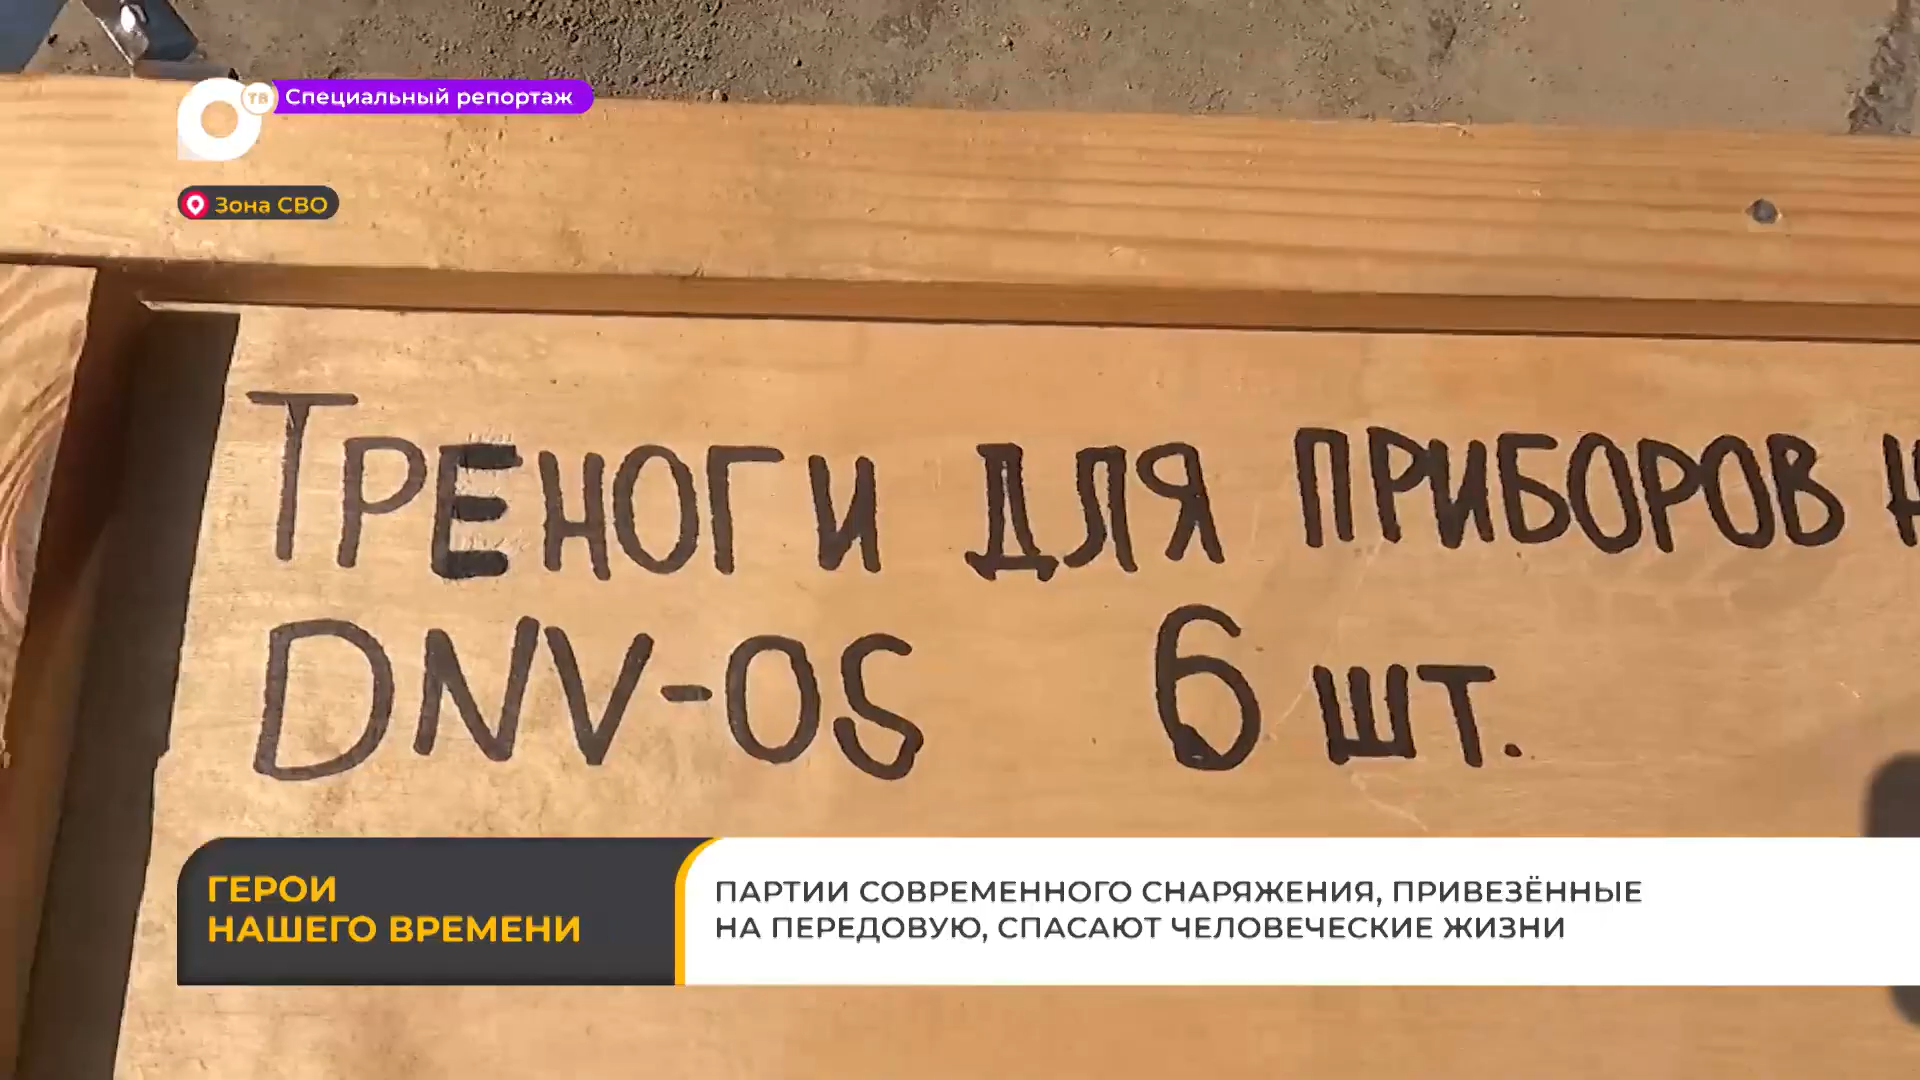 ТВ Специальный репортаж
Зона СВО
ТРЕНОГИ ДЛЯ ПРИБОРОВ
DNV-OS 6 ШТ.
ГЕРОИ
НАШЕГО ВРЕМЕНИ
ПАРТИИ СОВРЕМЕННОГО СНАРЯЖЕНИЯ, ПРИВЕЗЁННЫЕ
НА ПЕРЕДОВУЮ, СПАСАЮТ ЧЕЛОВЕЧЕСКИЕ ЖИЗНИ